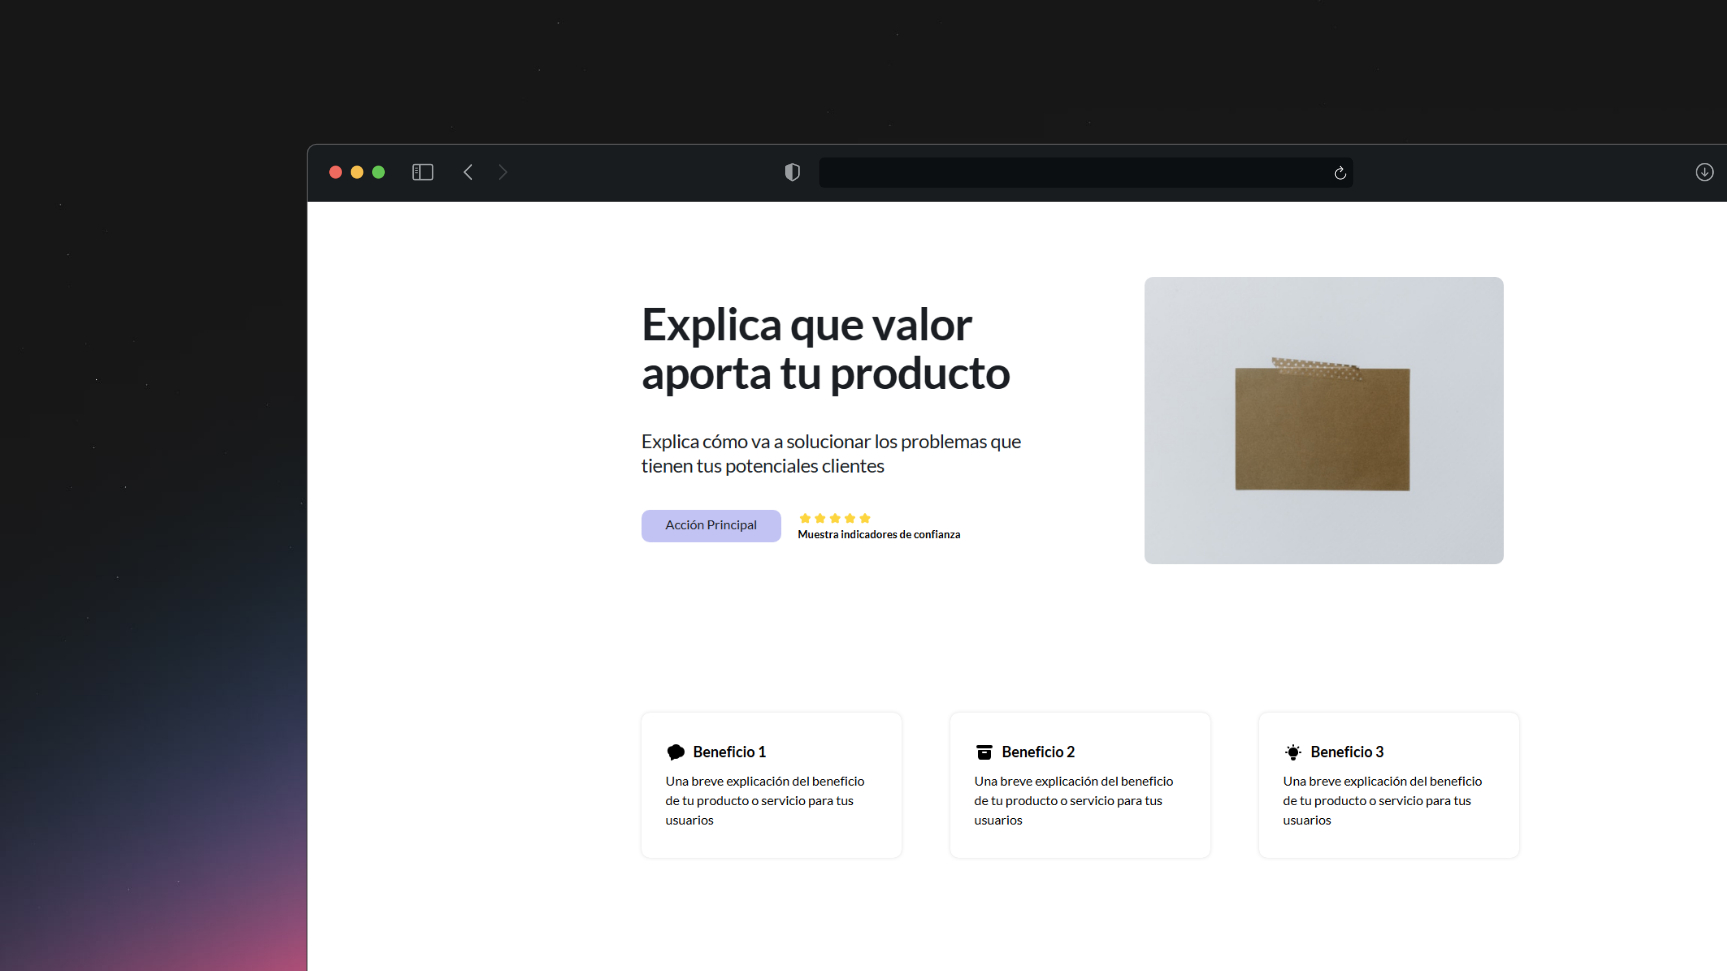 Explica que valor
aporta tu producto
Explica cómo va a solucionar los problemas que
tienen tus potenciales clientes
Acción Principal
Muestra indicadores de confianza
Beneficio 1
Una breve explicación del beneficio
de tu producto o servicio para tus
usuarios
Beneficio 2
Una breve explicación del beneficio
de tu producto o servicio para tus
usuarios
Beneficio 3
Una breve explicación del beneficio
de tu producto o servicio para tus
usuarios